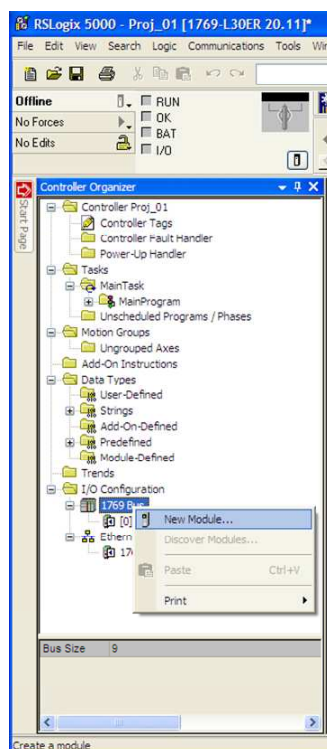 RSLogix 5000 - Proj_01 [1769-L30ER 20.11]*
File Edit View Search Logic Communications Tools
Offline
RUN
No Forces
OK
BAT
No Edits
I/O
Start Page
Controller Organizer
Controller Proj_01
Controller Tags
Controller Fault Handler
Power-Up Handler
Tasks
MainTask
MainProgram
Unscheduled Programs / Phases
Motion Groups
Ungrouped Axes
Add-On Instructions
Data Types
User-Defined
Strings
Add-On-Defined
Predefined
Module-Defined
Trends
I/O Configuration
1769 Bus
[0]
New Module...
Discover Modules...
Paste Ctrl+V
Print
Bus Size 9
Create a module